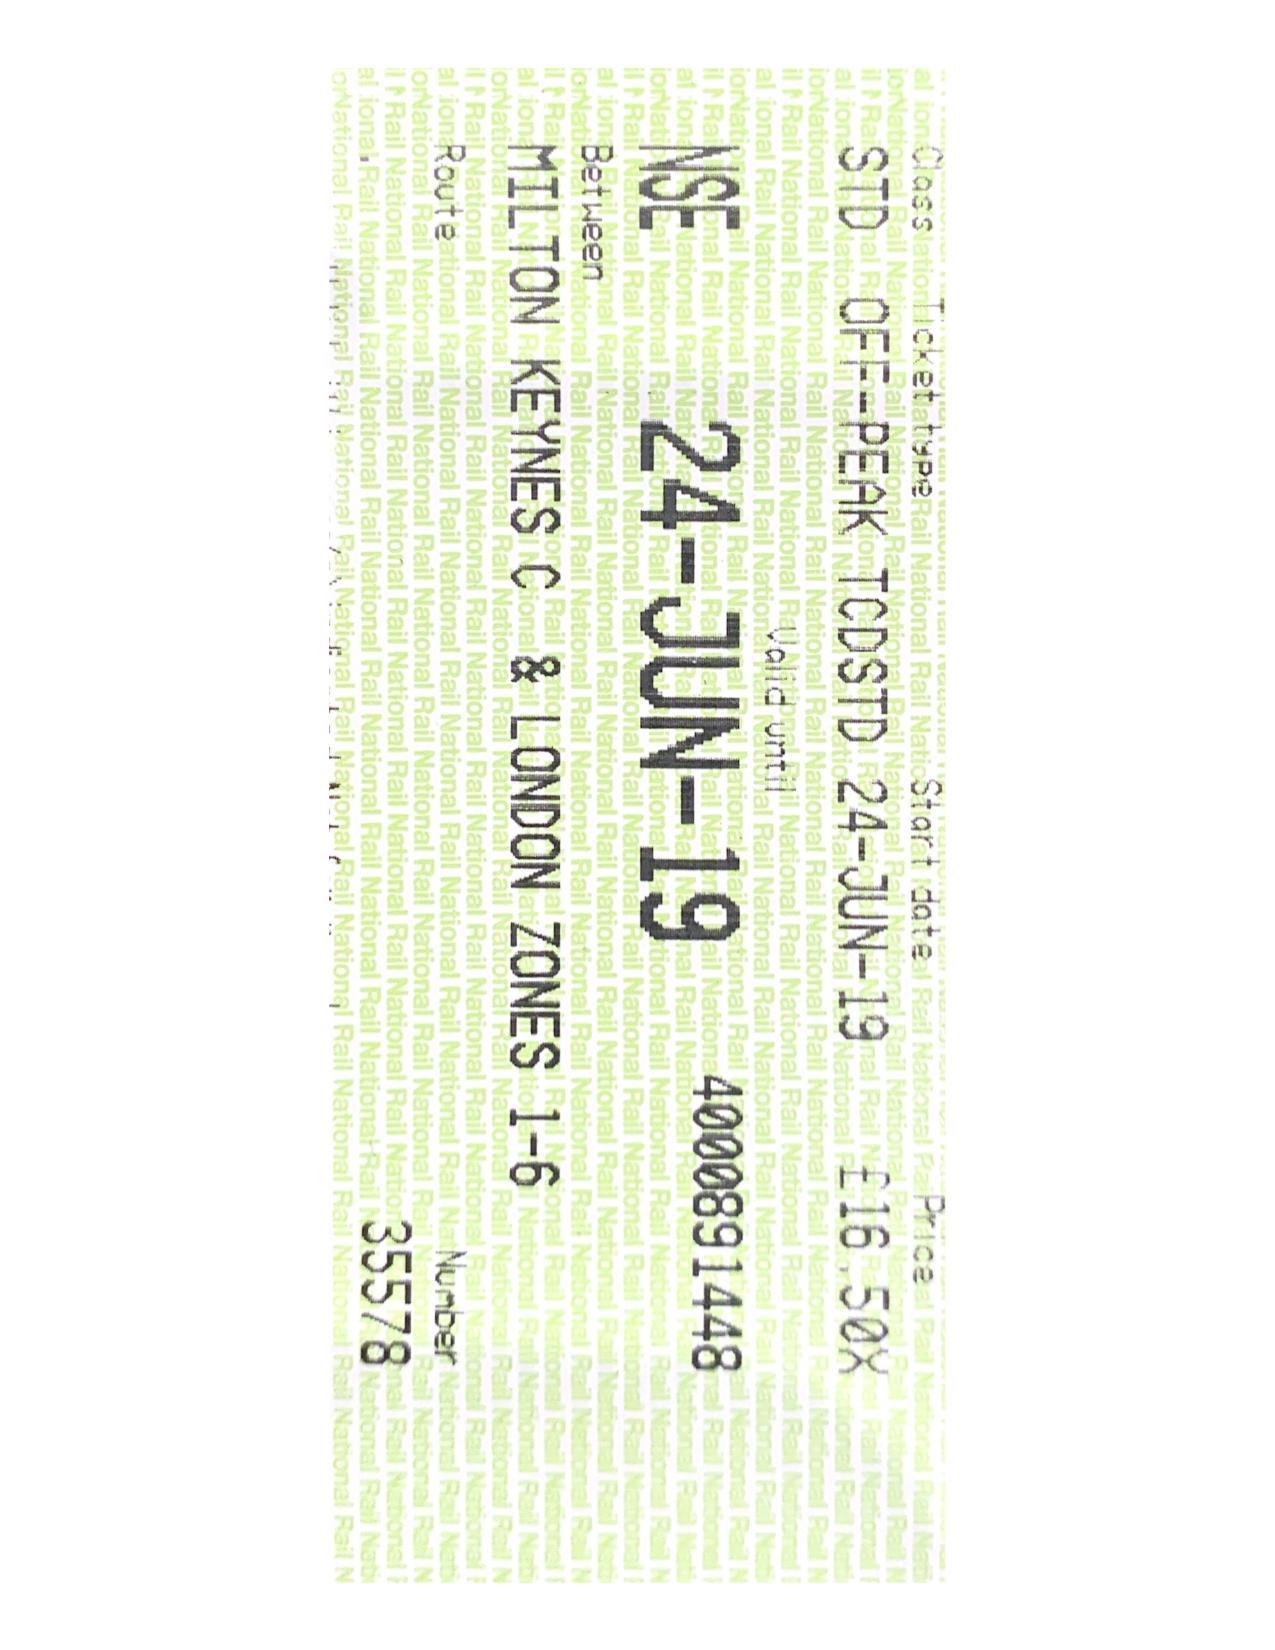 Class Ticket type Start date Price
STD OFF-PEAK TCDSTD 24-JUN-19 £16.50X
Valid until
NSE 24-JUN-19 4000891448
Between
MILTON KEYNES C & LONDON ZONES 1-6
Route Number
. 35578